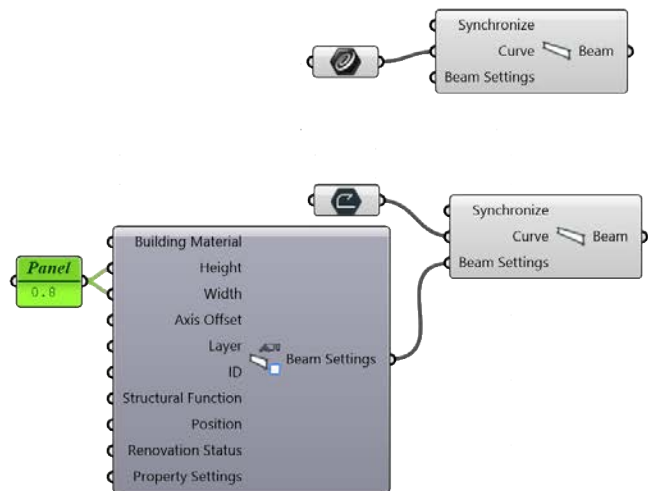 Synchronize
Curve
Beam
Beam Settings
Synchronize
Curve
Beam
Beam Settings
Panel
0.8
Building Material
Height
Width
Axis Offset
Layer
ID
Beam Settings
Structural Function
Position
Renovation Status
Property Settings